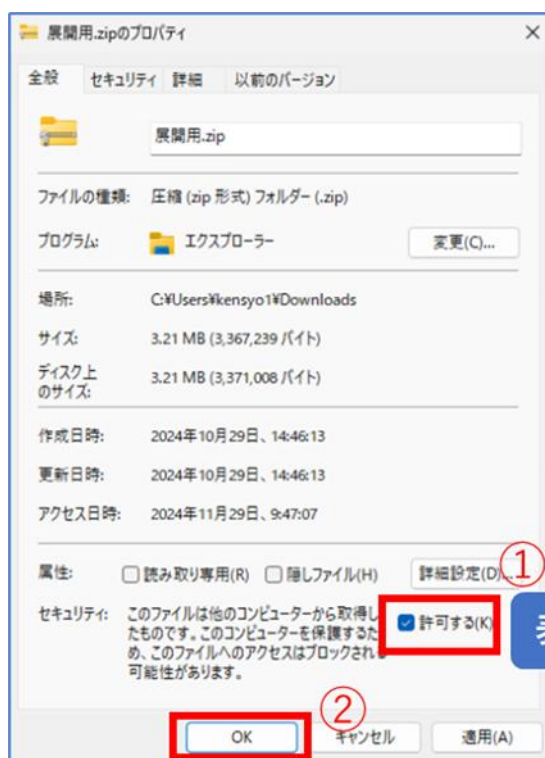 展開用.zipのプロパティ
全般 セキュリティ 詳細 以前のバージョン
展開用.zip
ファイルの種類: 圧縮 (zip 形式) フォルダー (.zip)
プログラム: エクスプローラー 変更(C)...
場所: C:¥Users¥kensyo1¥Downloads
サイズ: 3.21 MB (3,367,239 バイト)
ディスク上
のサイズ: 3.21 MB (3,371,008 バイト)
作成日時: 2024年10月29日、14:46:13
更新日時: 2024年10月29日、14:46:13
アクセス日時: 2024年11月29日、9:47:07
①
属性: 読み取り専用(R) 隠しファイル(H) 詳細設定(D)...
セキュリティ: このファイルは他のコンピューターから取得し 許可する(K)
たものです。このコンピューターを保護するた
め、このファイルへのアクセスはブロックされる
可能性があります。
②
OK キャンセル 適用(A)